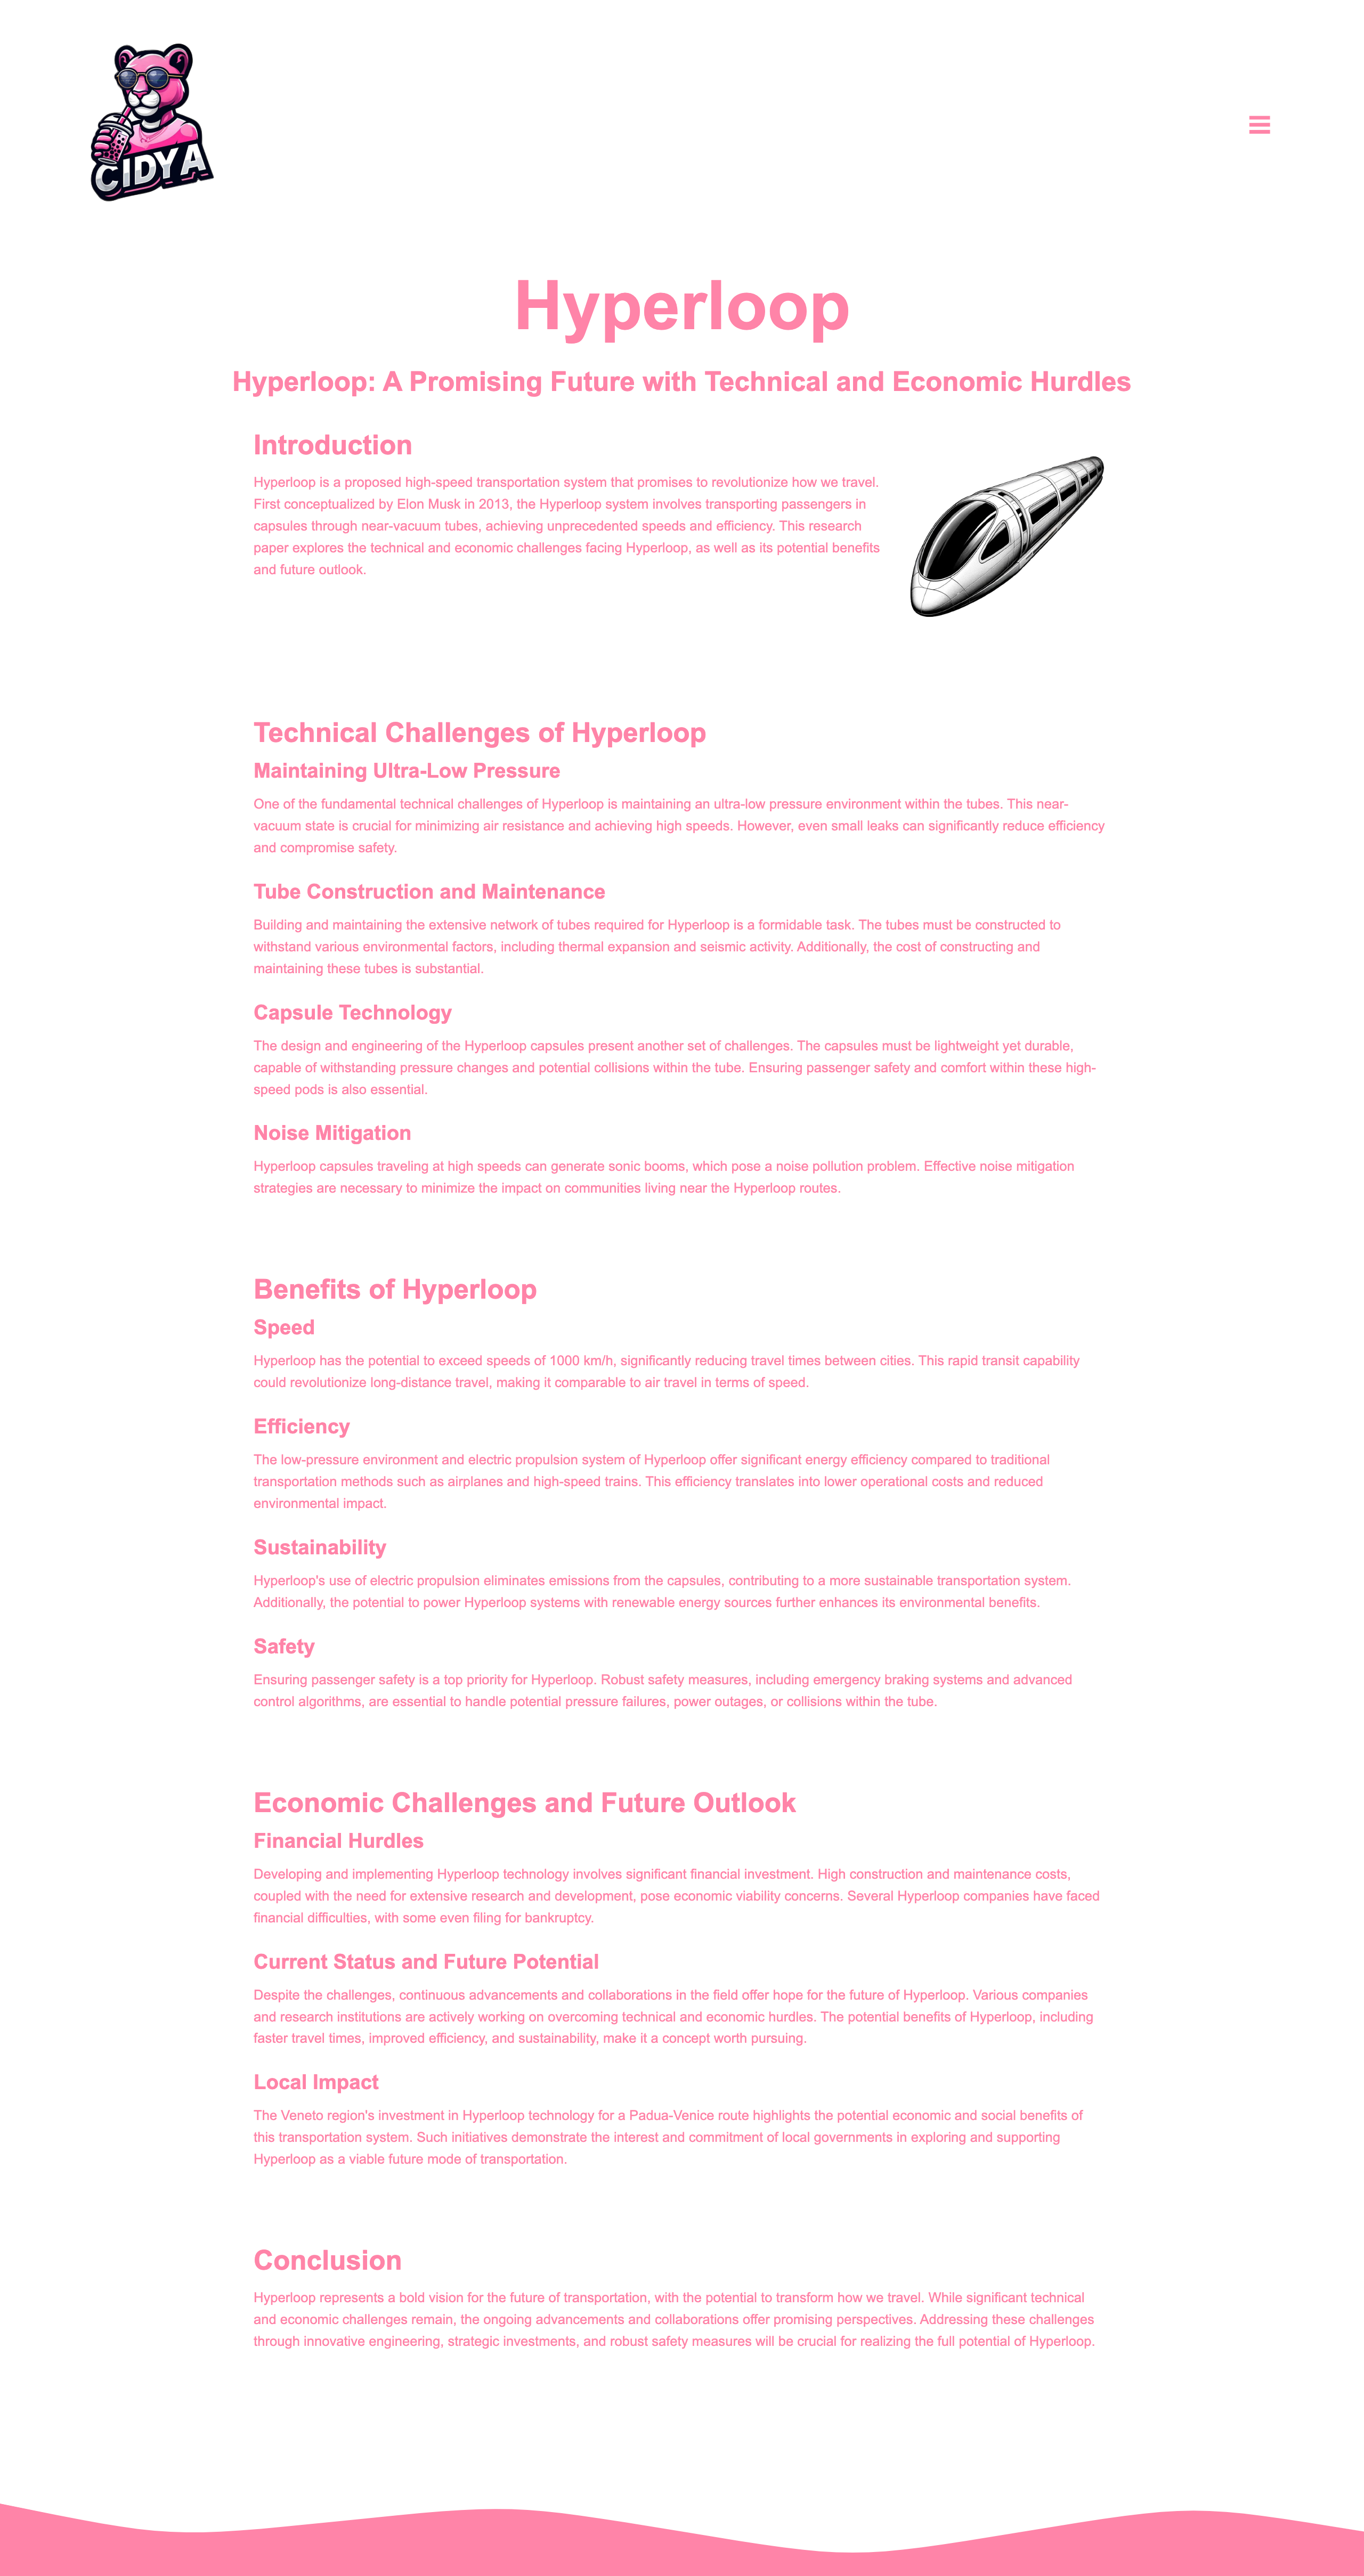 CIDYA
Hyperloop
Hyperloop: A Promising Future with Technical and Economic Hurdles
Introduction
Hyperloop is a proposed high-speed transportation system that promises to revolutionize how we travel.
First conceptualized by Elon Musk in 2013, the Hyperloop system involves transporting passengers in
capsules through near-vacuum tubes, achieving unprecedented speeds and efficiency. This research
paper explores the technical and economic challenges facing Hyperloop, as well as its potential benefits
and future outlook.
Technical Challenges of Hyperloop
Maintaining Ultra-Low Pressure
One of the fundamental technical challenges of Hyperloop is maintaining an ultra-low pressure environment within the tubes. This near-
vacuum state is crucial for minimizing air resistance and achieving high speeds. However, even small leaks can significantly reduce efficiency
and compromise safety.
Tube Construction and Maintenance
Building and maintaining the extensive network of tubes required for Hyperloop is a formidable task. The tubes must be constructed to
withstand various environmental factors, including thermal expansion and seismic activity. Additionally, the cost of constructing and
maintaining these tubes is substantial.
Capsule Technology
The design and engineering of the Hyperloop capsules present another set of challenges. The capsules must be lightweight yet durable,
capable of withstanding pressure changes and potential collisions within the tube. Ensuring passenger safety and comfort within these high-
speed pods is also essential.
Noise Mitigation
Hyperloop capsules traveling at high speeds can generate sonic booms, which pose a noise pollution problem. Effective noise mitigation
strategies are necessary to minimize the impact on communities living near the Hyperloop routes.
Benefits of Hyperloop
Speed
Hyperloop has the potential to exceed speeds of 1000 km/h, significantly reducing travel times between cities. This rapid transit capability
could revolutionize long-distance travel, making it comparable to air travel in terms of speed.
Efficiency
The low-pressure environment and electric propulsion system of Hyperloop offer significant energy efficiency compared to traditional
transportation methods such as airplanes and high-speed trains. This efficiency translates into lower operational costs and reduced
environmental impact.
Sustainability
Hyperloop's use of electric propulsion eliminates emissions from the capsules, contributing to a more sustainable transportation system.
Additionally, the potential to power Hyperloop systems with renewable energy sources further enhances its environmental benefits.
Safety
Ensuring passenger safety is a top priority for Hyperloop. Robust safety measures, including emergency braking systems and advanced
control algorithms, are essential to handle potential pressure failures, power outages, or collisions within the tube.
Economic Challenges and Future Outlook
Financial Hurdles
Developing and implementing Hyperloop technology involves significant financial investment. High construction and maintenance costs,
coupled with the need for extensive research and development, pose economic viability concerns. Several Hyperloop companies have faced
financial difficulties, with some even filing for bankruptcy.
Current Status and Future Potential
Despite the challenges, continuous advancements and collaborations in the field offer hope for the future of Hyperloop. Various companies
and research institutions are actively working on overcoming technical and economic hurdles. The potential benefits of Hyperloop, including
faster travel times, improved efficiency, and sustainability, make it a concept worth pursuing.
Local Impact
The Veneto region's investment in Hyperloop technology for a Padua-Venice route highlights the potential economic and social benefits of
this transportation system. Such initiatives demonstrate the interest and commitment of local governments in exploring and supporting
Hyperloop as a viable future mode of transportation.
Conclusion
Hyperloop represents a bold vision for the future of transportation, with the potential to transform how we travel. While significant technical
and economic challenges remain, the ongoing advancements and collaborations offer promising perspectives. Addressing these challenges
through innovative engineering, strategic investments, and robust safety measures will be crucial for realizing the full potential of Hyperloop.